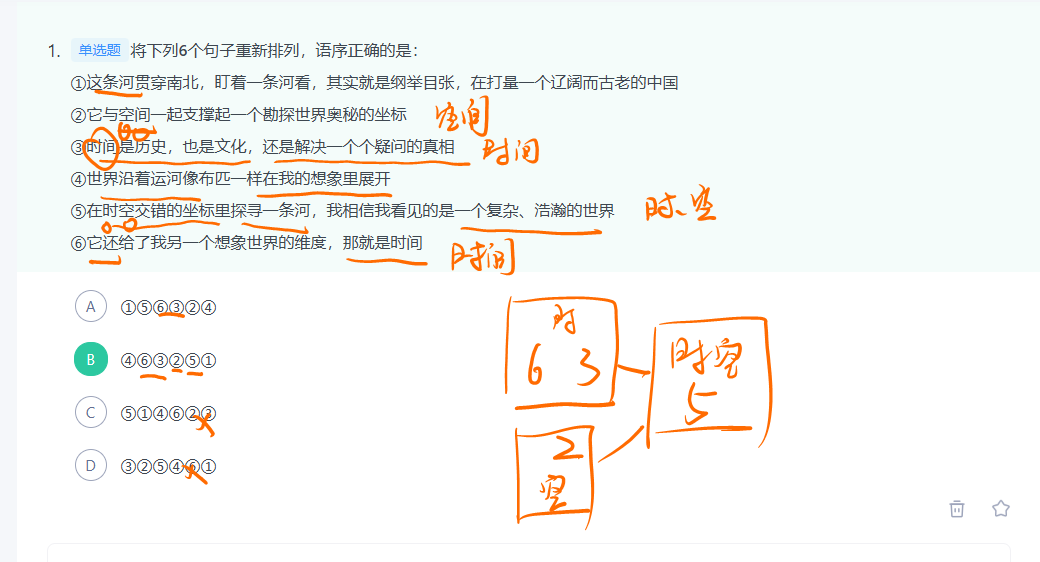 1. 单选题 将下列6个句子重新排列，语序正确的是：
①这条河贯穿南北，盯着一条河看，其实就是纲举目张，在打量一个辽阔而古老的中国
②它与空间一起支撑起一个勘探世界奥秘的坐标 空间
③时间是历史，也是文化，还是解决一个个疑问的真相 时间
④世界沿着运河像布匹一样在我的想象里展开
⑤在时空交错的坐标里探寻一条河，我相信我看见的是一个复杂、浩瀚的世界 时、空
⑥它还给了我另一个想象世界的维度，那就是时间 时间
A ①⑤⑥③②④
B ④⑥③②⑤①
C ⑤①④⑥②③
D ③②⑤④⑥①
时
6 3
时空
5
2
空